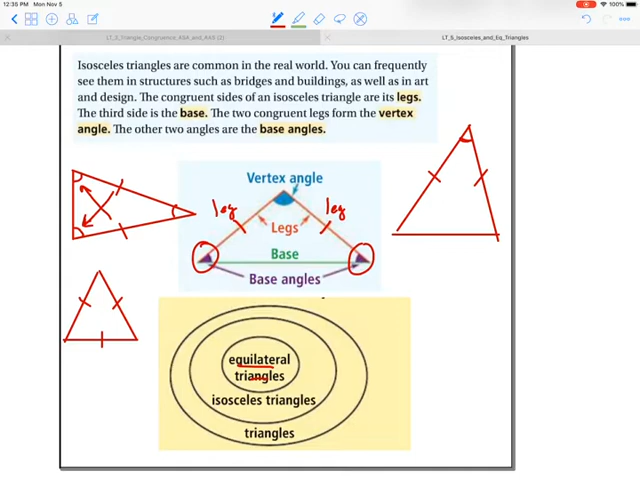 12:35 PM Mon Nov 5
LT_3_Triangle_Congruence_ASA_and_AAS (2)
LT_5_Isosceles_and_Eq_Triangles
Isosceles triangles are common in the real world. You can frequently
see them in structures such as bridges and buildings, as well as in art
and design. The congruent sides of an isosceles triangle are its legs.
The third side is the base. The two congruent legs form the vertex
angle. The other two angles are the base angles.
Vertex angle
leg
leg
Legs
Base
Base angles
equilateral
triangles
isosceles triangles
triangles